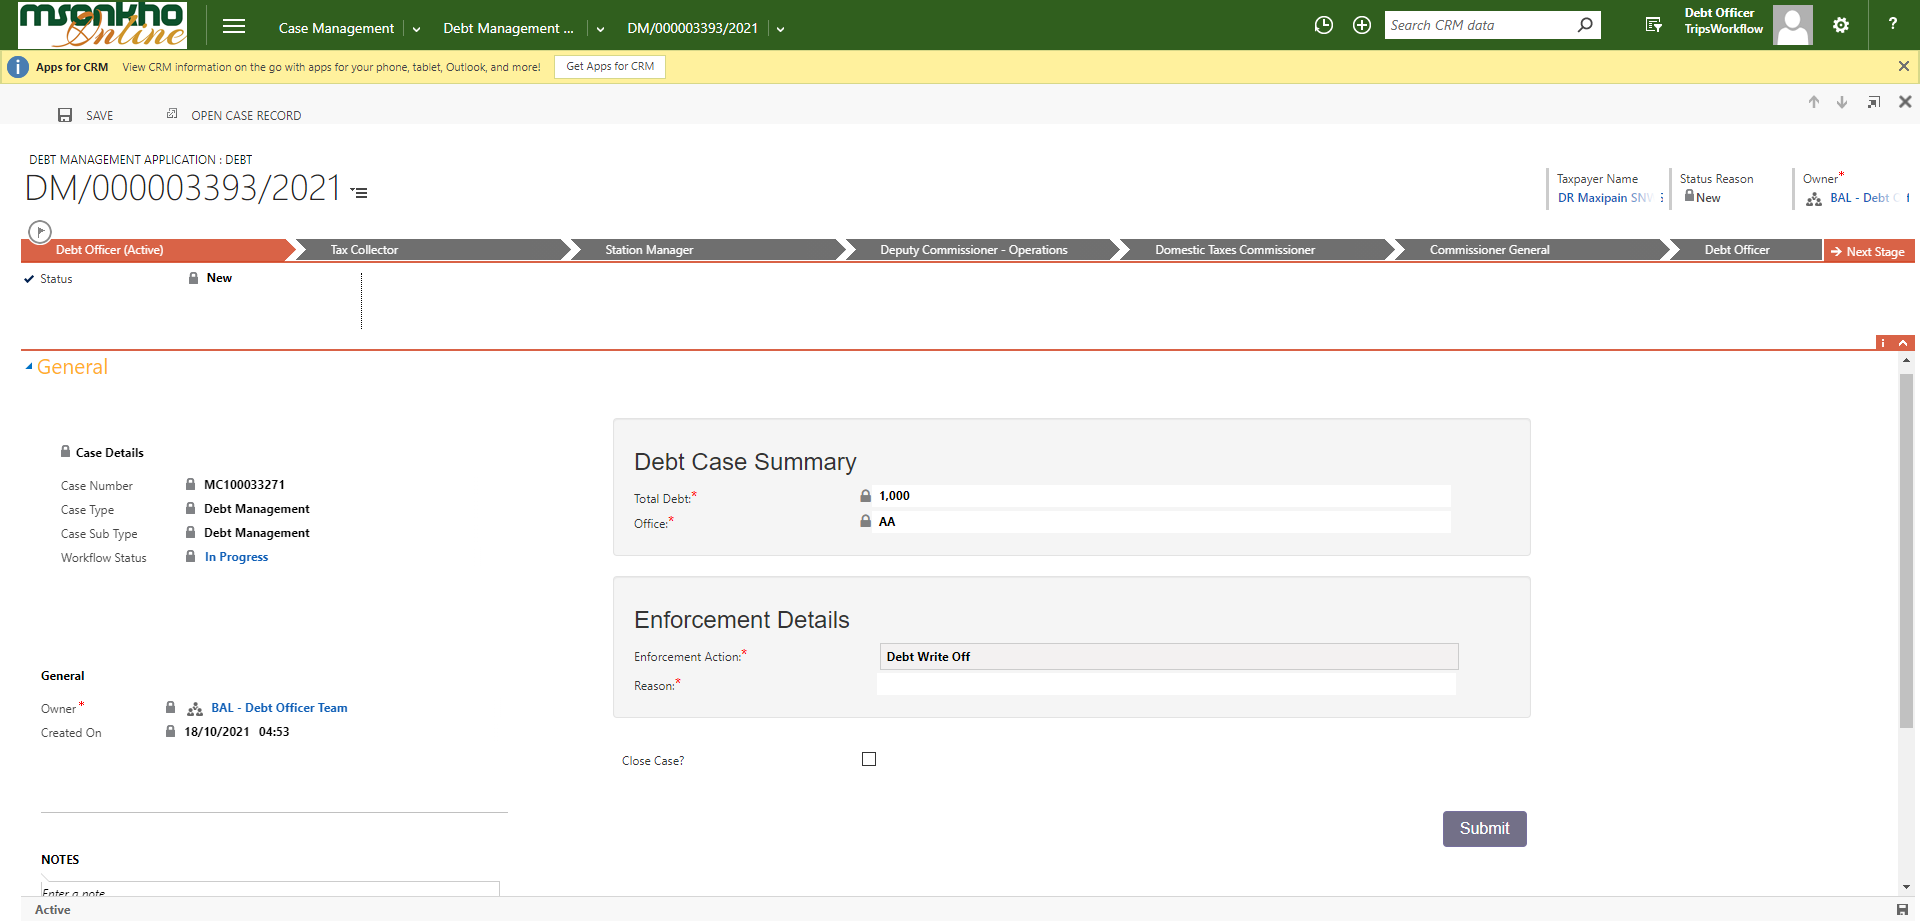 msonkho
Online
Case Management
Debt Management ...
DM/000003393/2021
Search CRM data
Debt Officer
TripsWorkflow
?
i Apps for CRM View CRM information on the go with apps for your phone, tablet, Outlook, and more! Get Apps for CRM
SAVE
OPEN CASE RECORD
DEBT MANAGEMENT APPLICATION : DEBT
DM/000003393/2021
Taxpayer Name
DR Maxipain
Status Reason
New
Owner*
BAL - Debt
Debt Officer (Active)
Tax Collector
Station Manager
Deputy Commissioner - Operations
Domestic Taxes Commissioner
Commissioner General
Debt Officer
Next Stage
Status New
i
General
Case Details
Case Number MC100033271
Case Type Debt Management
Case Sub Type Debt Management
Workflow Status In Progress
General
Owner* BAL - Debt Officer Team
Created On 18/10/2021 04:53
NOTES
Enter a note
Debt Case Summary
Total Debt:* 1,000
Office:* AA
Enforcement Details
Enforcement Action:* Debt Write Off
Reason:*
Close Case?
Submit
Active